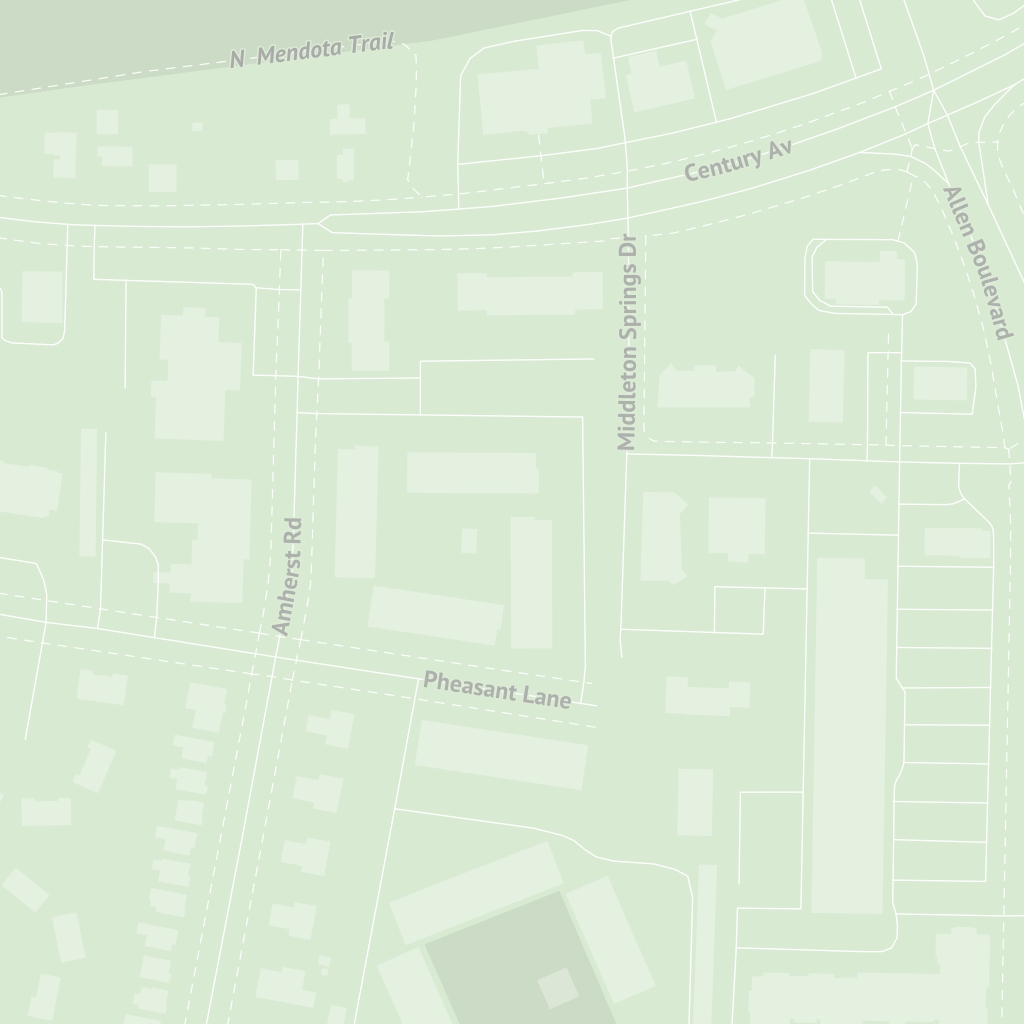 N Mendota Trail
Century Av
Allen Boulevard
Middleton Springs Dr
Amherst Rd
Pheasant Lane